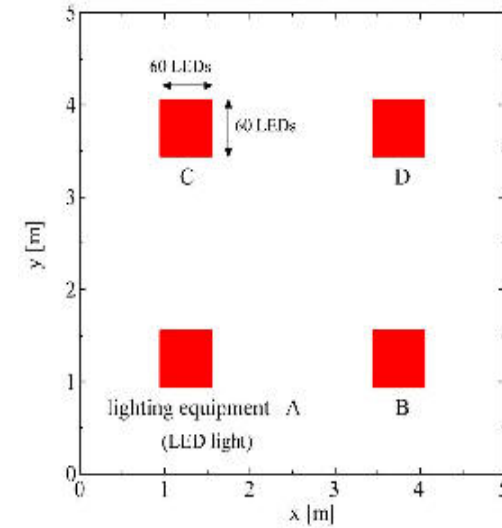 5
60 LEDs
4
60 LEDs
C
D
3
y [m]
2
1
lighting equipment A
B
(LED light)
0
0
1
2
3
4
5
x [m]